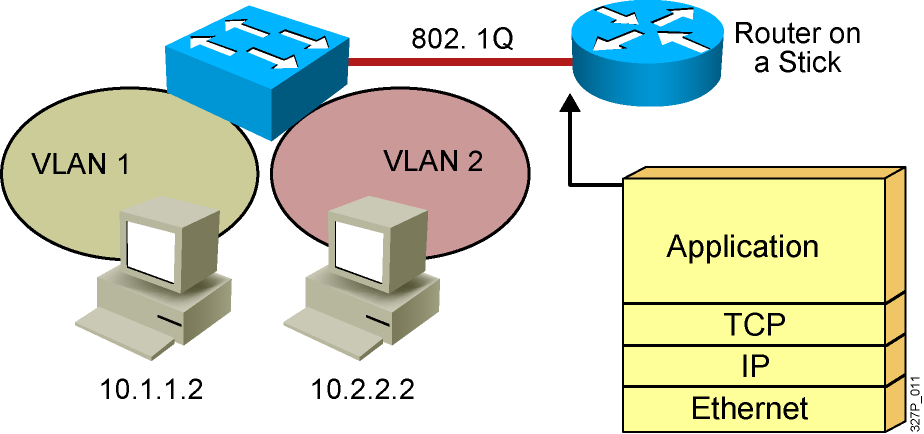 802. 1Q
Router on
a Stick
VLAN 1
VLAN 2
10.1.1.2
10.2.2.2
Application
TCP
IP
Ethernet
327P_011